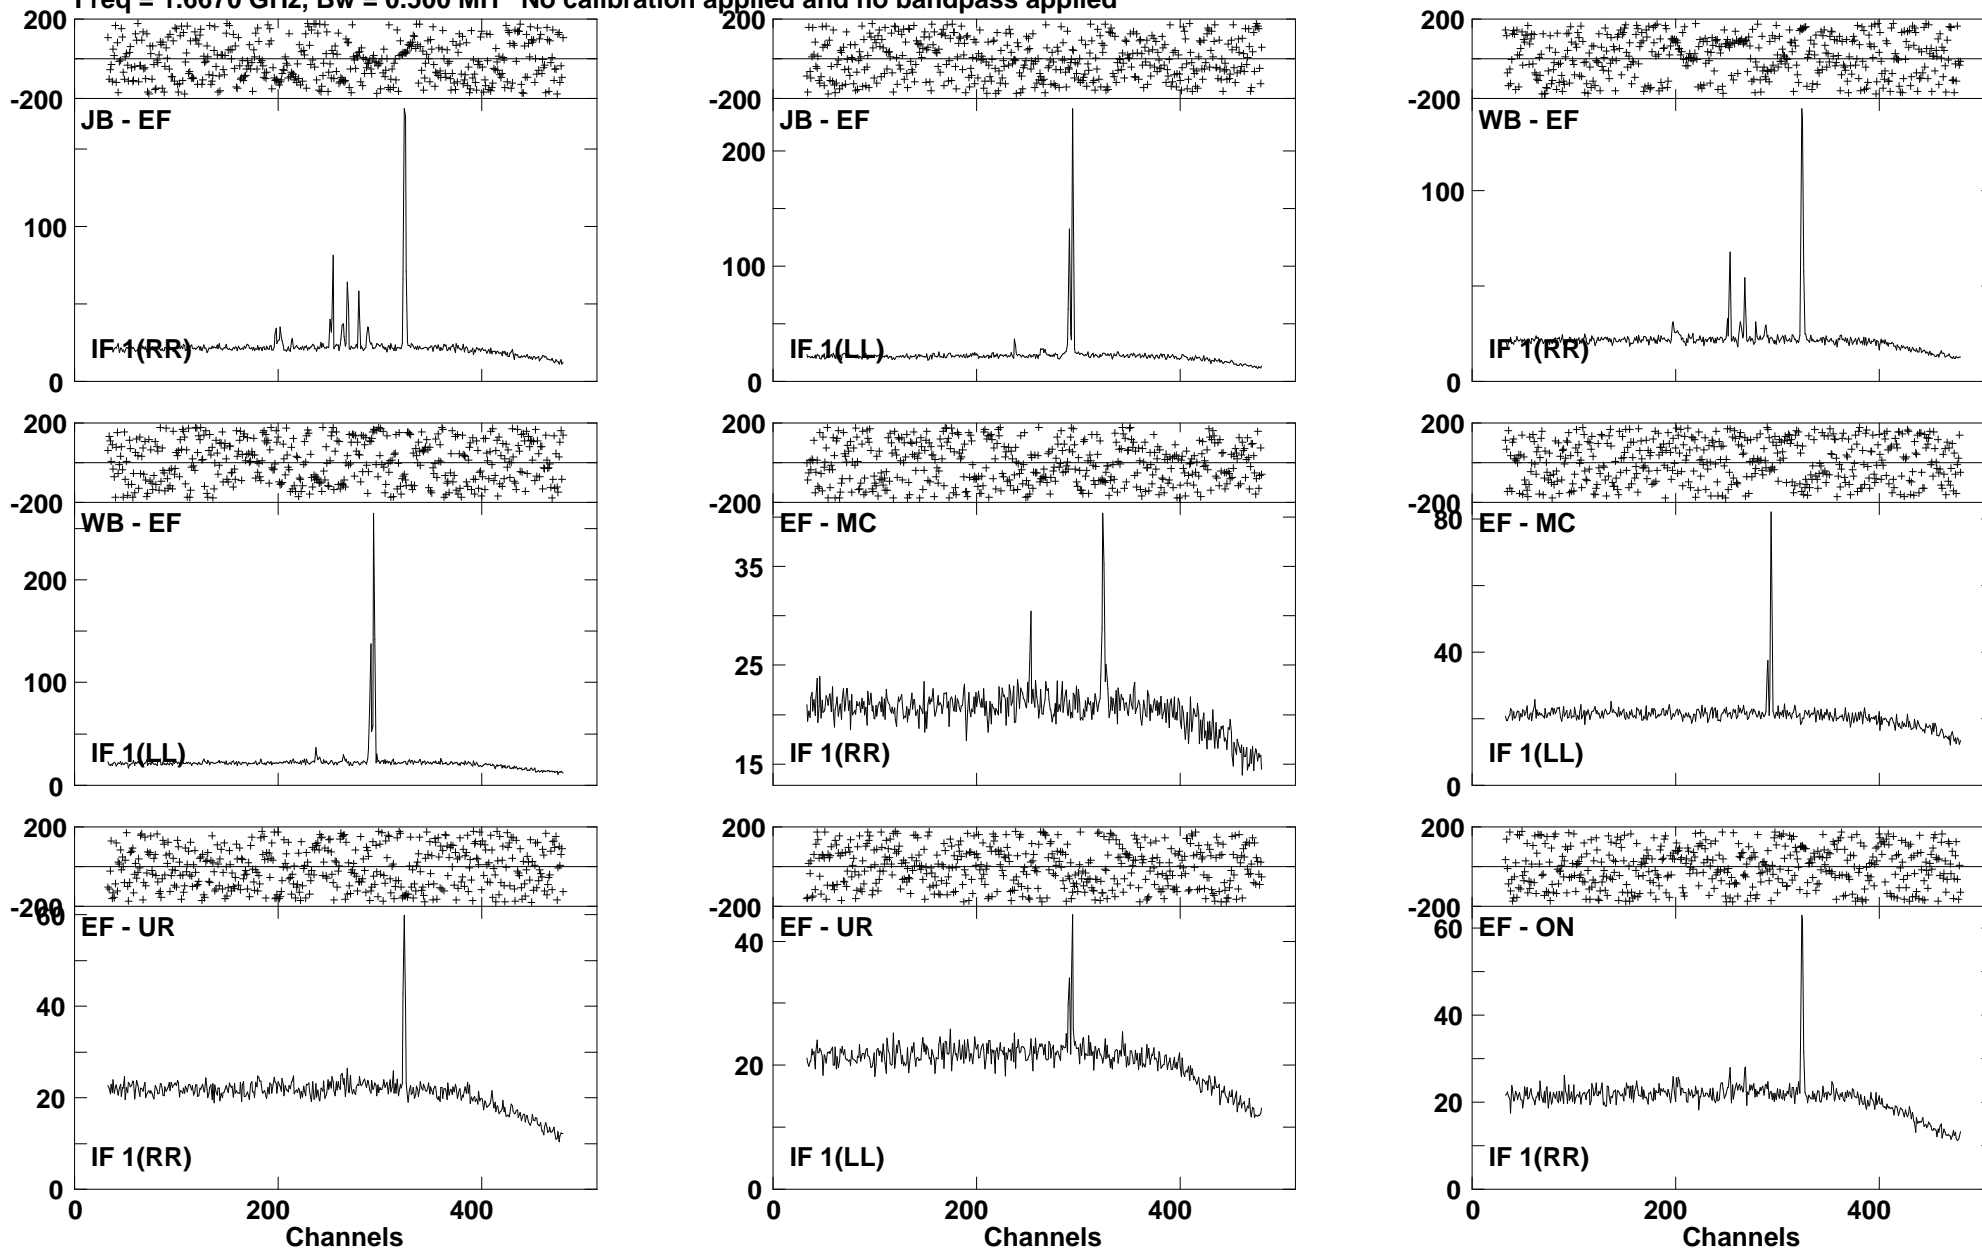 Freq = 1.6670 GHz, Bw = 0.500 MH No calibration applied and no bandpass applied
200
-200
JB - EF
100
IF 1(RR)
0
200
-200
JB - EF
200
100
IF 1(LL)
0
200
-200
WB - EF
100
IF 1(RR)
0
200
-200
WB - EF
200
100
IF 1(LL)
0
200
-200
EF - MC
35
25
IF 1(RR)
15
200
-200
80
EF - MC
40
IF 1(LL)
0
200
-200
60
EF - UR
40
20
IF 1(RR)
0
0 200 400
Channels
200
-200
EF - UR
40
20
IF 1(LL)
0
0 200 400
Channels
200
-200
60
EF - ON
40
20
IF 1(RR)
0
0 200 400
Channels